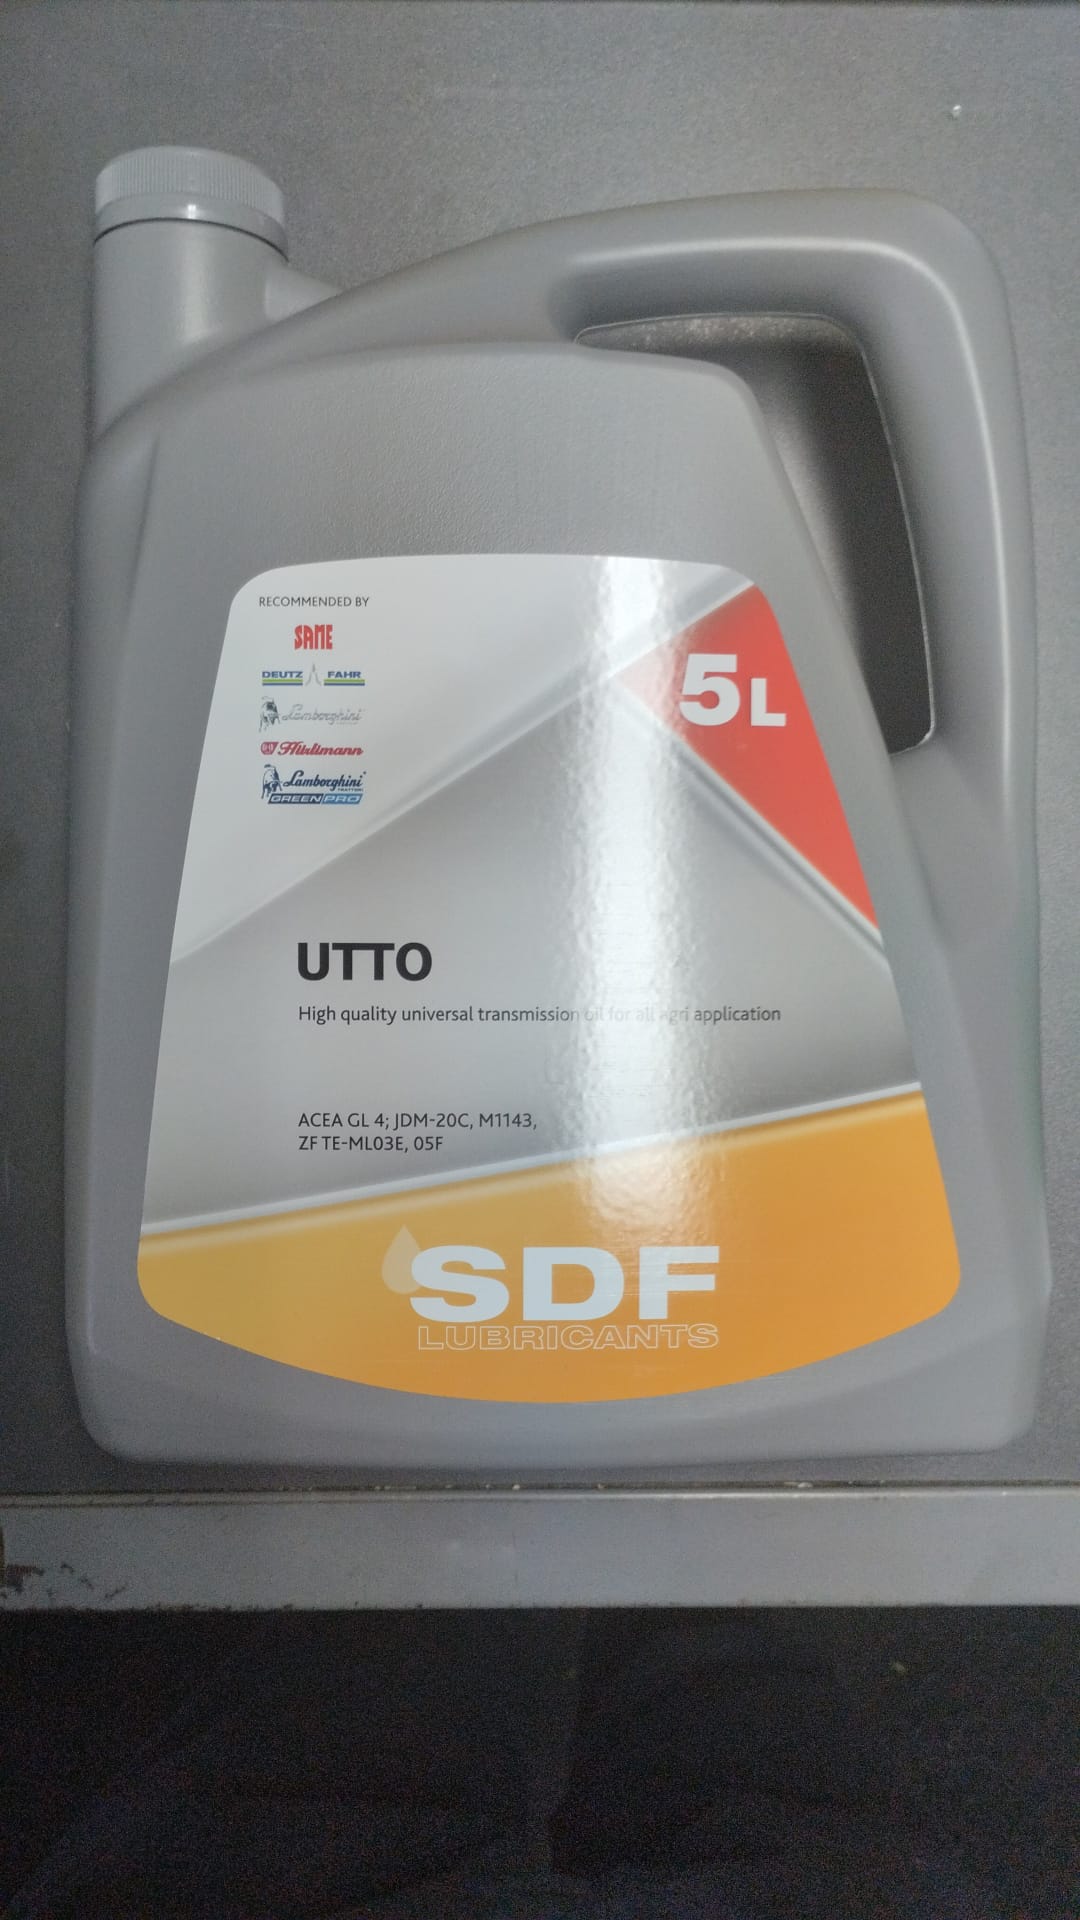 RECOMMENDED BY
SAME
DEUTZ FAHR
Lamborghini
Hürlimann
Lamborghini
TRATTORI
GREEN PRO
5L
UTTO
High quality universal transmission oil for all agri application
ACEA GL 4; JDM-20C, M1143,
ZF TE-ML03E, 05F
SDF
LUBRICANTS